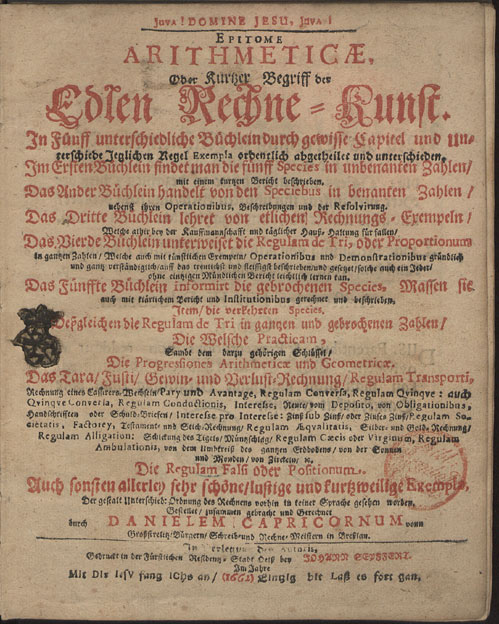 Juva! DOMINE JESU, Juva!
EPITOME
ARITHMETICÆ,
Oder Kurtzer Begriff der
Edlen Rechne-Kunst.
In Fünff unterschiedliche Büchlein durch gewisse Capitel und Un-
terschiede Jetzlichen Regel Exempla ordentlich abgetheilet und unterschieden.
Im Ersten Büchlein findet man die fünff Species in unbenanten Zahlen/
mit einem kurtzen Bericht beschrieben.
Das Ander Büchlein handelt von den Speciebus in benanten Zahlen/
nebenst ihren Operationibus, Beschreibungen und der Resolvirung.
Das Dritte Büchlein lehret von etlichen Rechnungs-Exempeln/
Welche allhier bey der Kauffmannschafft und täglicher Hauß-Haltung für fallen/
Das Vierde Büchlein unterweiset die Regulam de Tri, oder Proportionum
in gantzen Zahlen/ Welche auch mit künstlichen Exempeln/ Operationibus und Demonstrationibus gründlich
und gantz verständiglich/ auff das treulichst und fleissigst beschrieben und gesetzt/ solche auch ein Jeder/
ohne eintzigen Mündlichen Bericht leichtlich lernen kan.
Das Fünffte Büchlein informirt die gebrochenen Species, Massen sie
auch mit klärlichem Bericht und Institutionibus gerechnet und beschrieben.
Item/ die verkehrten Species,
Deßgleichen die Regulam de Tri in gantzen und gebrochenen Zahlen/
Die Welsche Practicam,
Sambt dem darzu gehörigen Schlüssel/
Die Progressiones Arithmeticæ und Geometricæ.
Das Tara/ Fusti/ Gewin- und Verlust-Rechnung/ Regulam Transporti,
Rechnung eines Cassirers/ Wechseln/ Pary und Avantage, Regulam Conversa, Regulam Qvinqve: auch
Qvinqve Conversa, Regulam Conductionis, Interesse, Rente/ vom Deposito, von Obligationibus,
Handschrifften oder Schuld-Brieffen/ Interesse pro Interesse: Zinß sub Zinß/ oder Zinses Zinß/ Regulam So-
cietatis, Factorey, Testament- und Stich-Rechnung/ Regulam Æqvalitatis, Silber- und Gold-Rechnung/
Regulam Alligation: Schickung des Tigels/ Müntzschlag/ Regulam Cæcis oder Virginum, Regulam
Ambulationis, von dem Umkreiß des gantzen Erdbodens/ von der Sonnen
und Monden/ von Zirckeln/ ꝛc.
Die Regulam Falsi oder Positionum.
Auch sonsten allerley sehr schöne/ lustige und kurtzweilige Exempla,
Der gestalt Unterschied: Ordnung des Rechnens vorhin in keiner Sprache gesehen worden,
Gestellet/ zusammen gebracht und Gerechnet
durch DANIELEM CAPRICORNUM vonn
Großstrelitz/ Bürgern/ Schreib- und Rechne-Meistern in Breßlau.
In Verlegung des Autoris,
Gedruckt in der Fürstlichen Residentz-Stadt Oelß bey JOHANN SEYFFERT.
Im Jahre
Mit Dir IesV fang ICHs an/ (1661) Eintzig hilf Laß es fort gan.